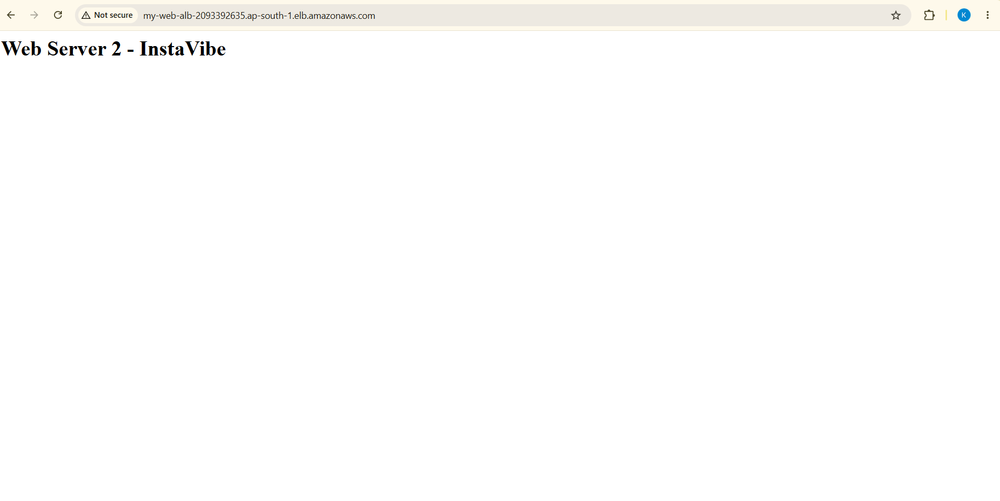 Not secure
my-web-alb-2093392635.ap-south-1.elb.amazonaws.com
K
Web Server 2 - InstaVibe